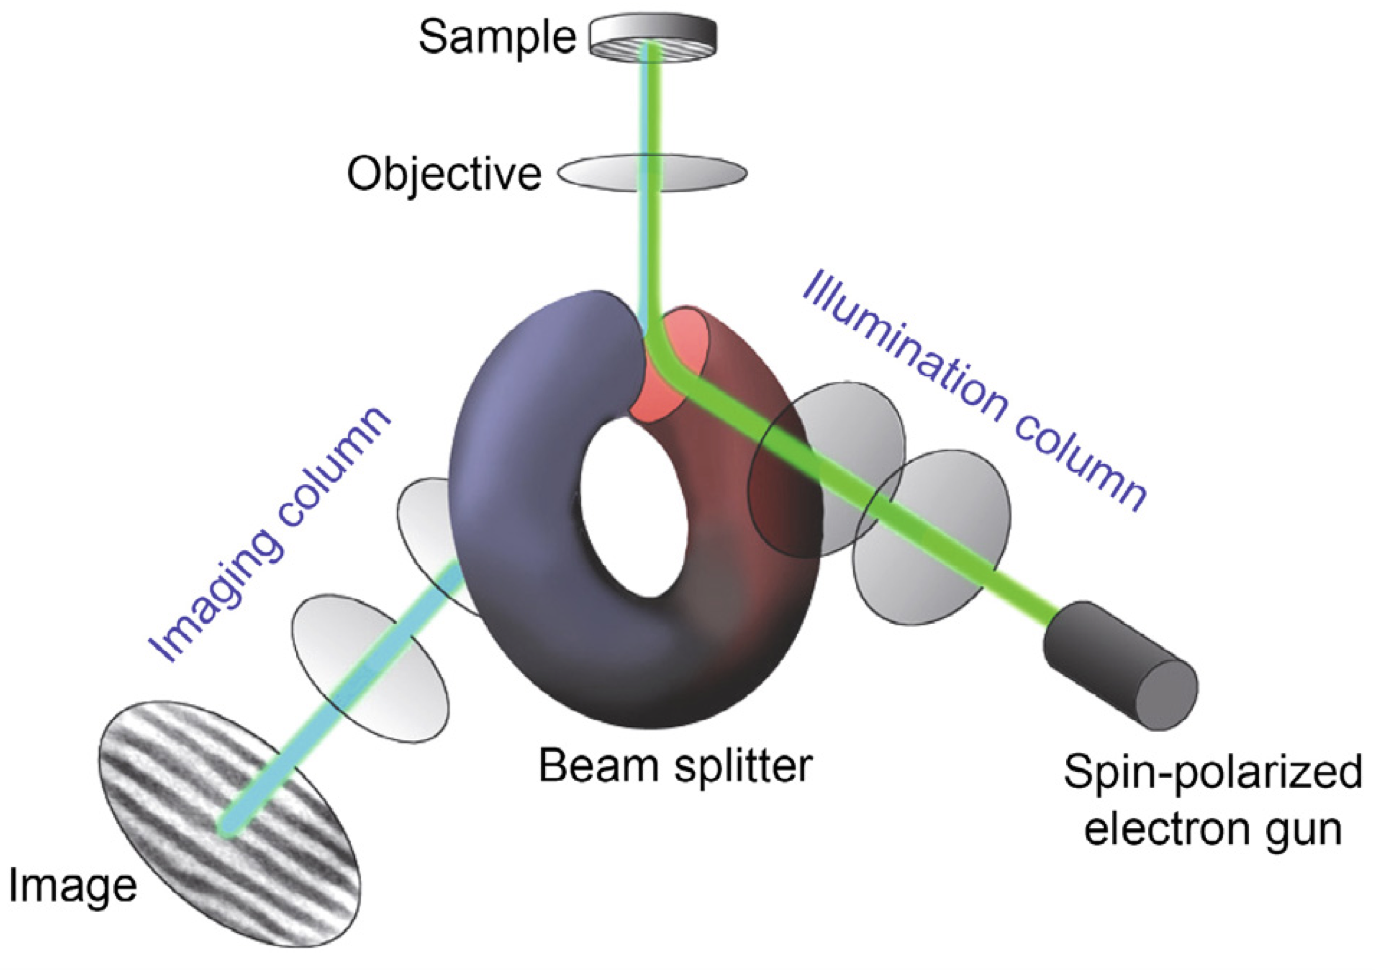 Sample
Objective
Illumination column
Imaging column
Beam splitter
Spin-polarized
electron gun
Image